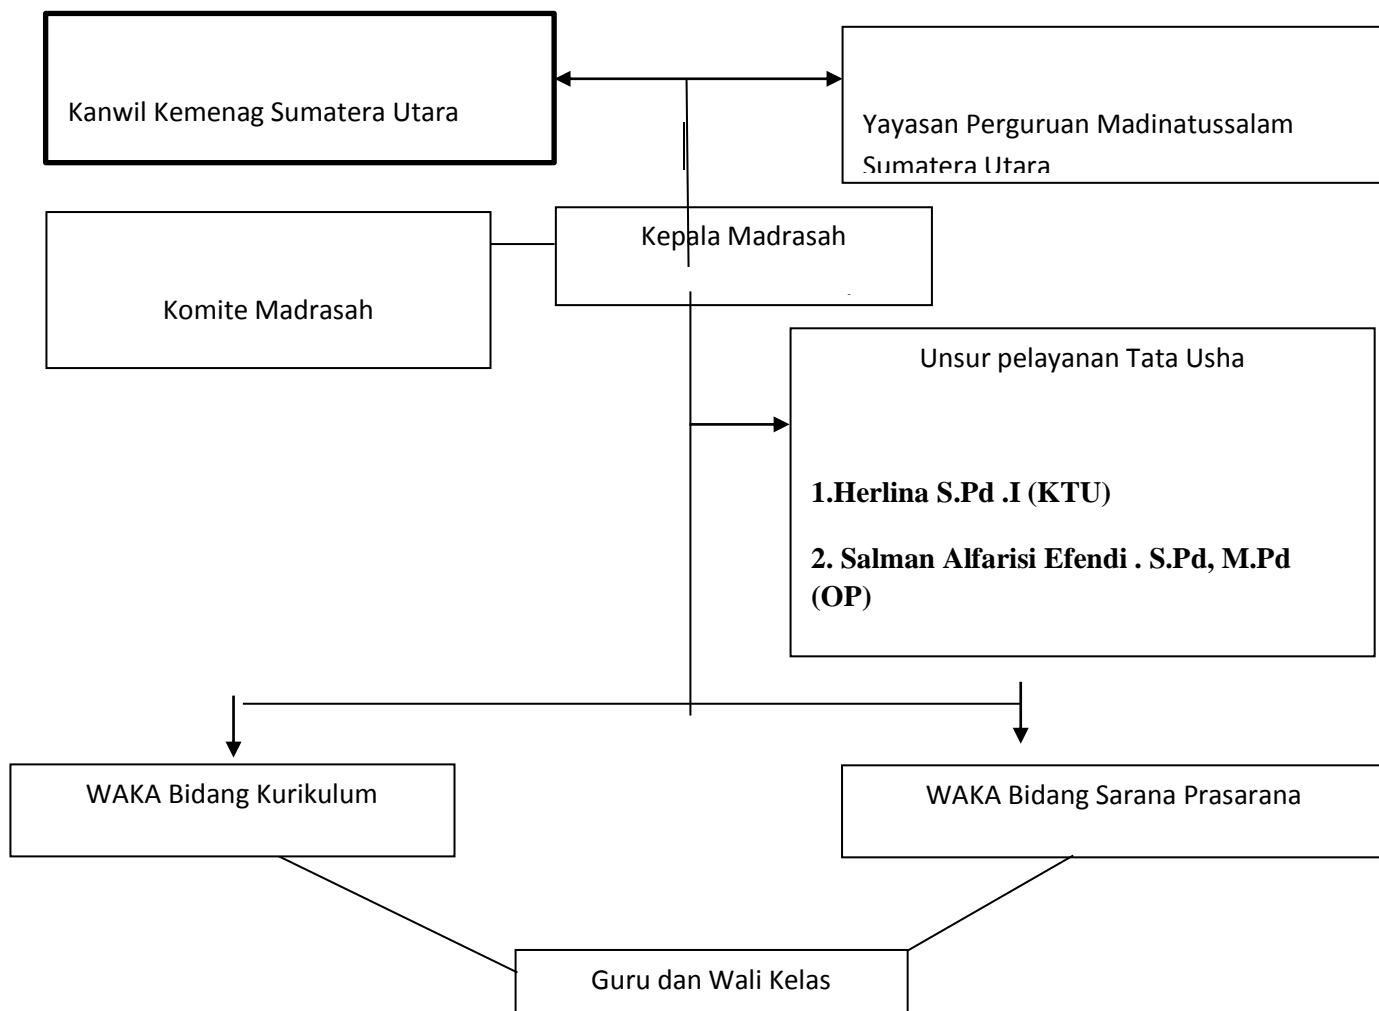 Kanwil Kemenag Sumatera Utara
Yayasan Perguruan Madinatussalam
Sumatera Utara
Kepala Madrasah
Komite Madrasah
Unsur pelayanan Tata Usha
1.Herlina S.Pd .I (KTU)
2. Salman Alfarisi Efendi . S.Pd, M.Pd
(OP)
WAKA Bidang Kurikulum
WAKA Bidang Sarana Prasarana
Guru dan Wali Kelas